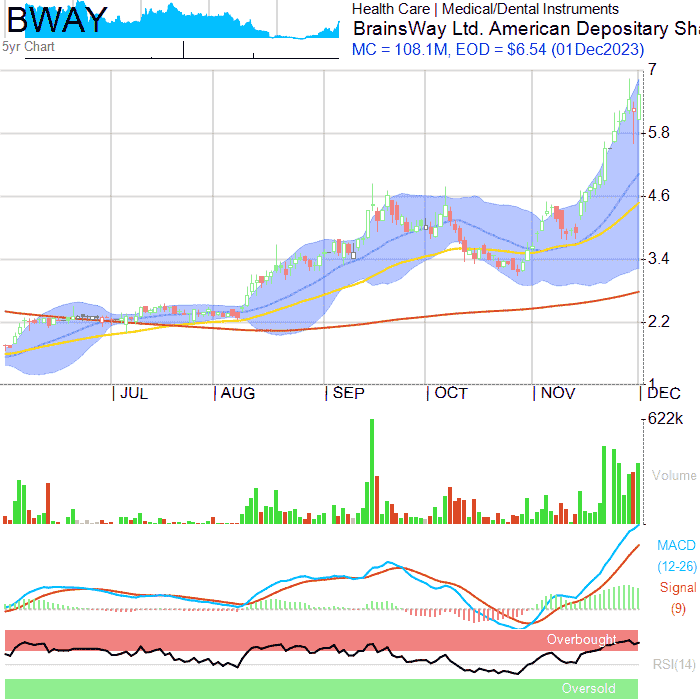 BWAY
5yr Chart
Health Care | Medical/Dental Instruments
BrainsWay Ltd. American Depositary Sha
MC = 108.1M, EOD = $6.54 (01Dec2023)
7
5.8
4.6
3.4
2.2
1
JUL
AUG
SEP
OCT
NOV
DEC
622k
Volume
MACD
(12-26)
Signal
(9)
Overbought
RSI(14)
Oversold